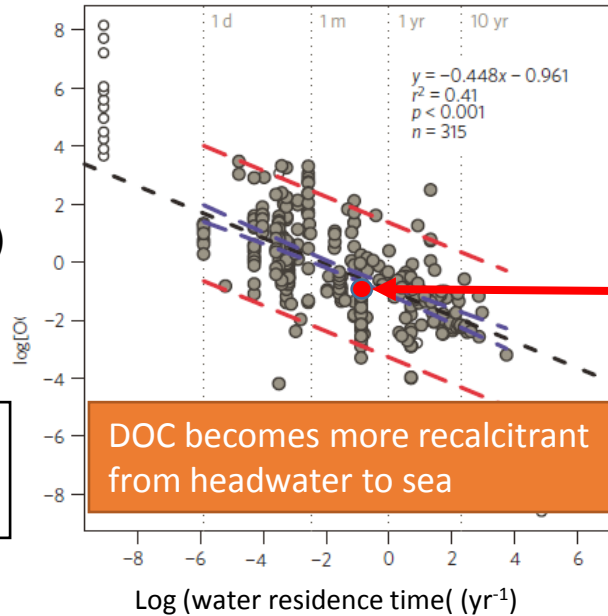 1 d 1 m 1 yr 10 yr
8
6
4
2
0
−2
−4
−6
−8
y = −0.448x − 0.961
r² = 0.41
p < 0.001
n = 315
)
log[O(
DOC becomes more recalcitrant
from headwater to sea
−8 −6 −4 −2 0 2 4 6
Log (water residence time( (yr⁻¹)